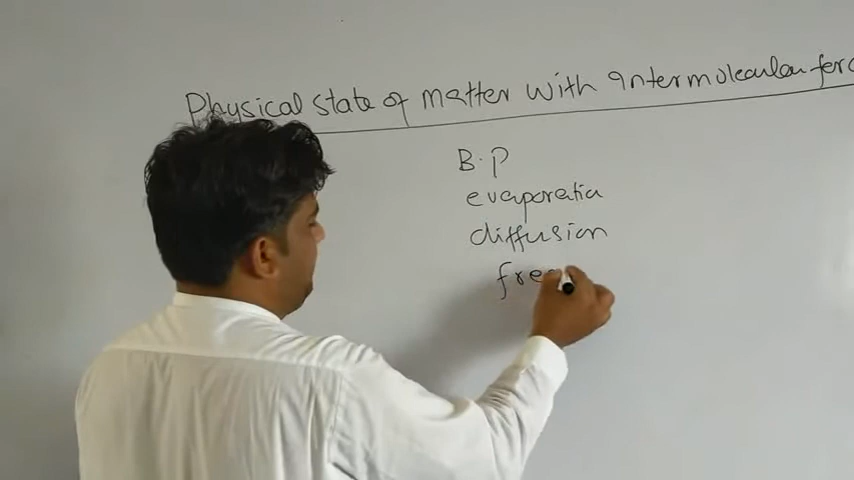 Physical state of matter with intermolecular forc
B.P
evaporation
diffusion
free